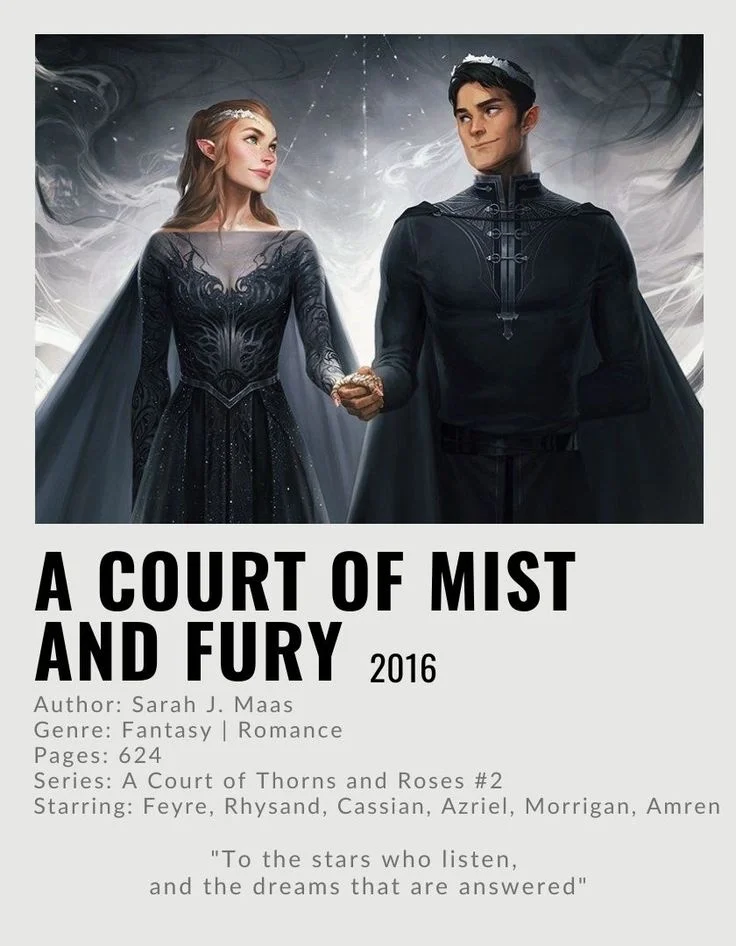 A COURT OF MIST
AND FURY 2016
Author: Sarah J. Maas
Genre: Fantasy | Romance
Pages: 624
Series: A Court of Thorns and Roses #2
Starring: Feyre, Rhysand, Cassian, Azriel, Morrigan, Amren
"To the stars who listen,
and the dreams that are answered"